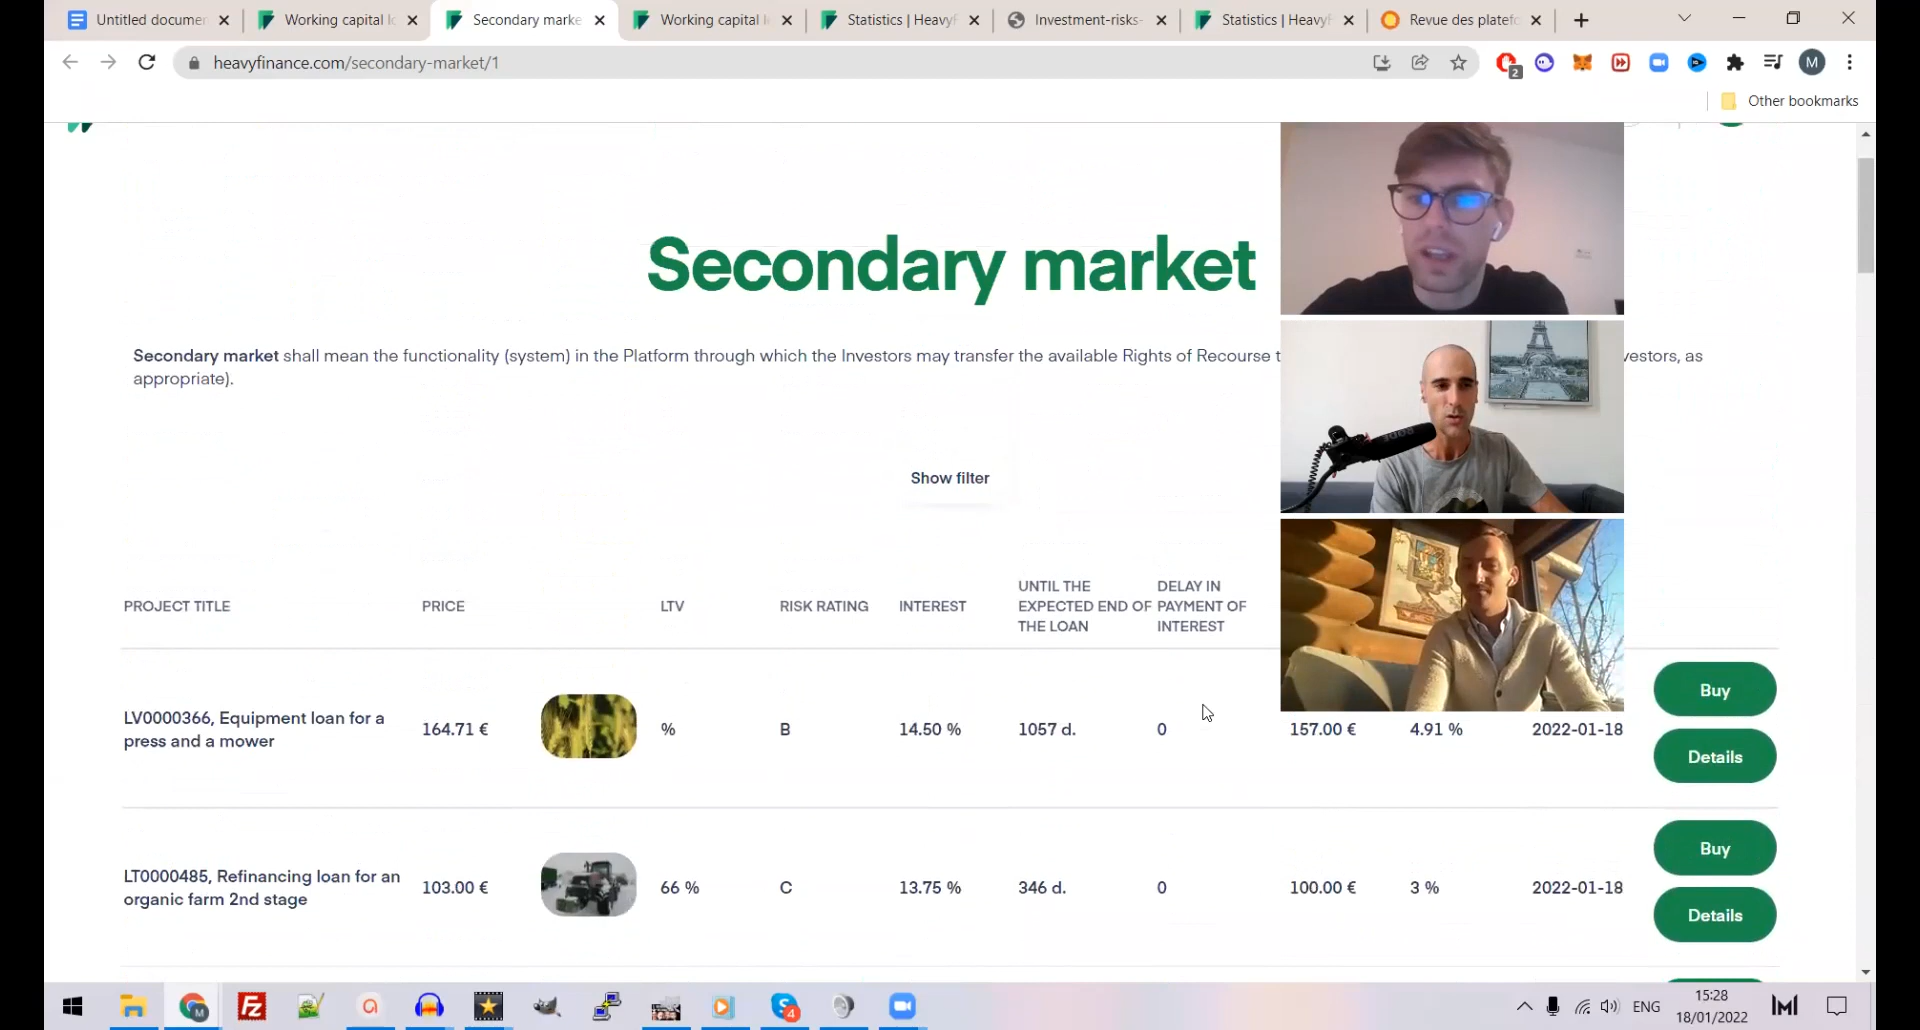 Untitled documen
Working capital lo
Secondary marke
Working capital l
Statistics | HeavyF
Investment-risks-
Statistics | HeavyF
Revue des platefo
heavyfinance.com/secondary-market/1
2
M
Other bookmarks
Secondary market
Secondary market shall mean the functionality (system) in the Platform through which the Investors may transfer the available Rights of Recourse t
vestors, as
appropriate).
Show filter
PROJECT TITLE
PRICE
LTV
RISK RATING
INTEREST
UNTIL THE
EXPECTED END OF
THE LOAN
DELAY IN
PAYMENT OF
INTEREST
LV0000366, Equipment loan for a
press and a mower
164.71 €
%
B
14.50 %
1057 d.
0
157.00 €
4.91 %
2022-01-18
Buy
Details
LT0000485, Refinancing loan for an
organic farm 2nd stage
103.00 €
66 %
C
13.75 %
346 d.
0
100.00 €
3 %
2022-01-18
Buy
Details
RODE
Fz
4
ENG
15:28
18/01/2022